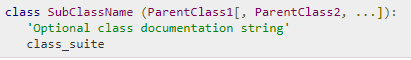 class SubClassName (ParentClass1[, ParentClass2, ...]):
   'Optional class documentation string'
   class_suite